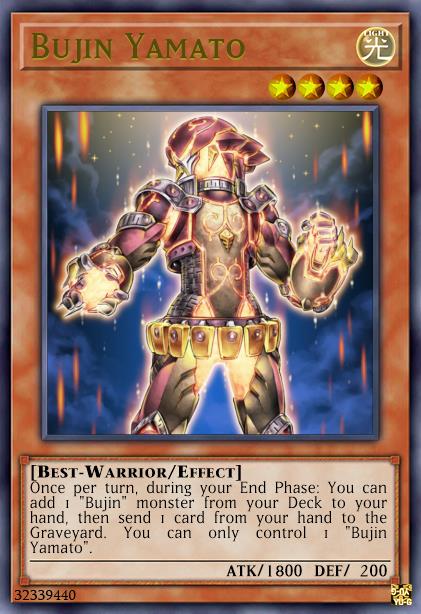 Bujin Yamato
LIGHT
光
[Best-Warrior/Effect]
Once per turn, during your End Phase: You can
add 1 "Bujin" monster from your Deck to your
hand, then send 1 card from your hand to the
Graveyard. You can only control 1 "Bujin
Yamato".
ATK/1800 DEF/ 200
32339440